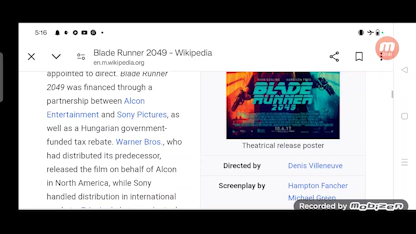 5:16
Blade Runner 2049 - Wikipedia
en.m.wikipedia.org
appointed to direct. Blade Runner
2049 was financed through a
partnership between Alcon
Entertainment and Sony Pictures, as
well as a Hungarian government-
funded tax rebate. Warner Bros., who
had distributed its predecessor,
released the film on behalf of Alcon
in North America, while Sony
handled distribution in international
BLADE
RUNNER
2049
Theatrical release poster
Directed by
Denis Villeneuve
Screenplay by
Hampton Fancher
Michael Green
Recorded by Mobizen